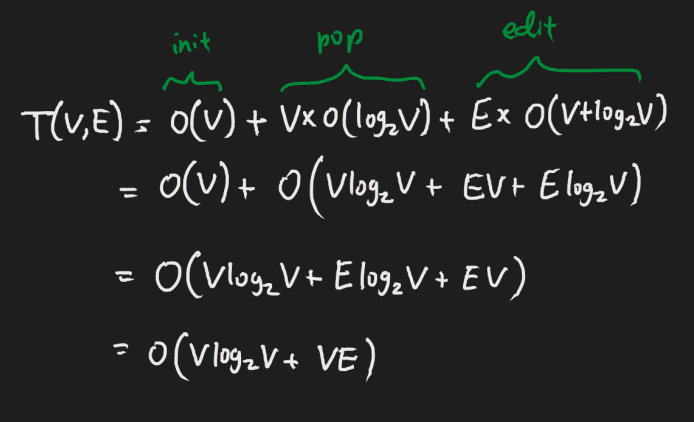 init pop edit
T(V,E) = O(V) + V×O(log₂V) + E× O(V+log₂V)
= O(V) + O(Vlog₂V + EV + Elog₂V)
= O(Vlog₂V + Elog₂V + EV)
= O(Vlog₂V + VE)